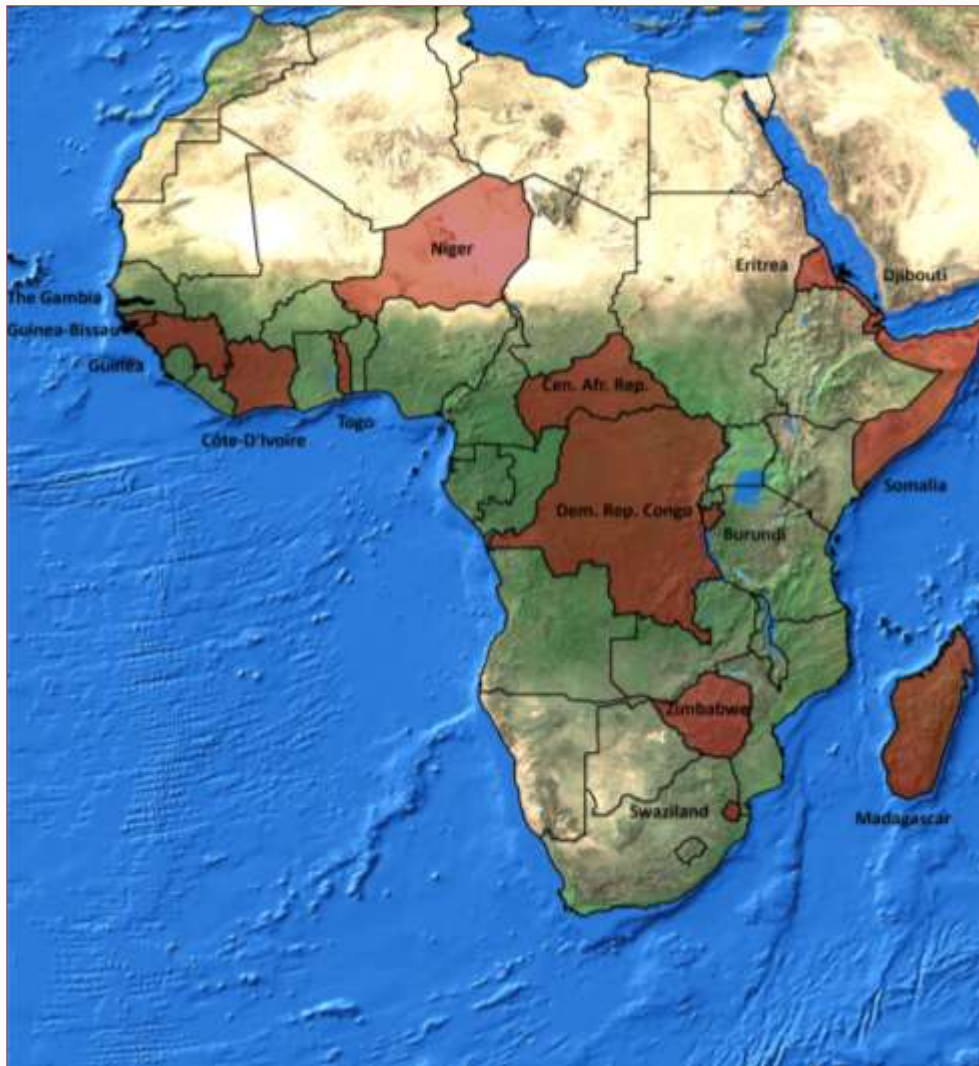 Niger
Eritrea
Djibouti
The Gambia
Guinea-Bissau
Guinea
Cen. Afr. Rep.
Togo
Côte-D'Ivoire
Somalia
Dem. Rep. Congo
Burundi
Zimbabwe
Swaziland
Madagascar